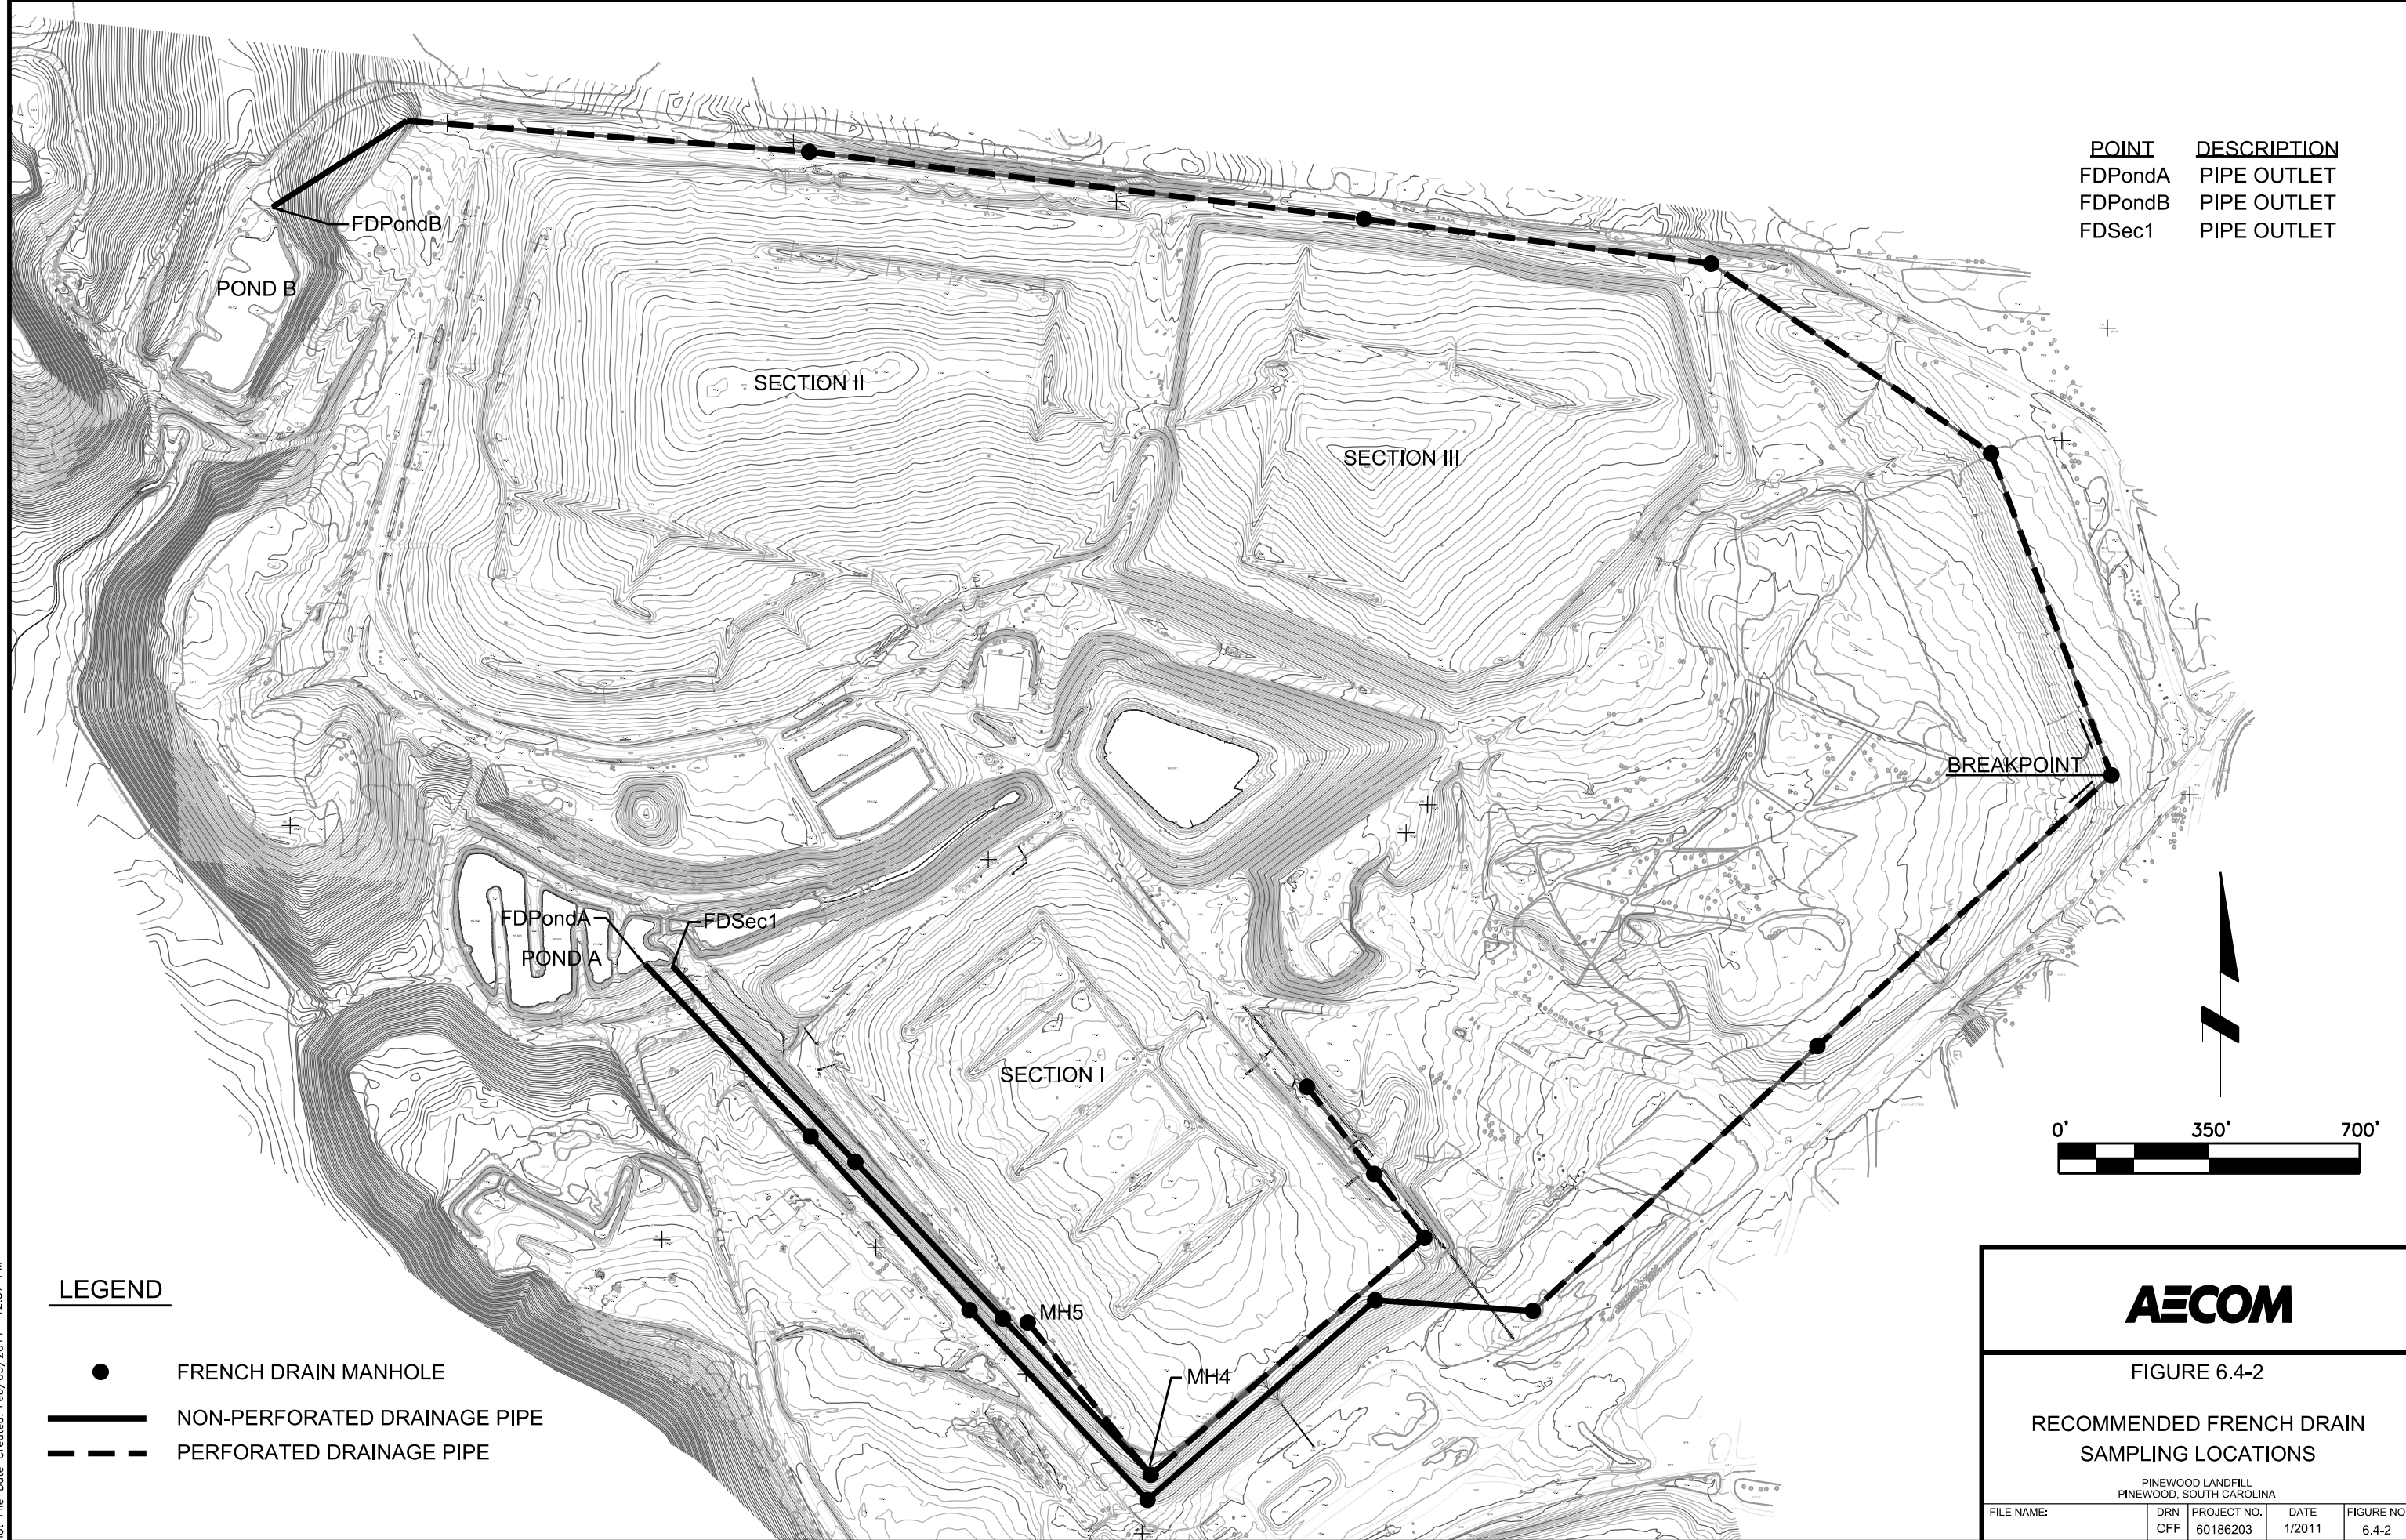 POINT DESCRIPTION
FDPondA PIPE OUTLET
FDPondB PIPE OUTLET
FDSec1 PIPE OUTLET
FDPondB
POND B
SECTION II
SECTION III
BREAKPOINT
FDPondA
FDSec1
POND A
SECTION I
MH5
MH4
0' 350' 700'
LEGEND
FRENCH DRAIN MANHOLE
NON-PERFORATED DRAINAGE PIPE
PERFORATED DRAINAGE PIPE
AECOM
FIGURE 6.4-2
RECOMMENDED FRENCH DRAIN
SAMPLING LOCATIONS
PINEWOOD LANDFILL
PINEWOOD, SOUTH CAROLINA
FILE NAME: DRN PROJECT NO. DATE FIGURE NO
CFF 60186203 1/2011 6.4-2